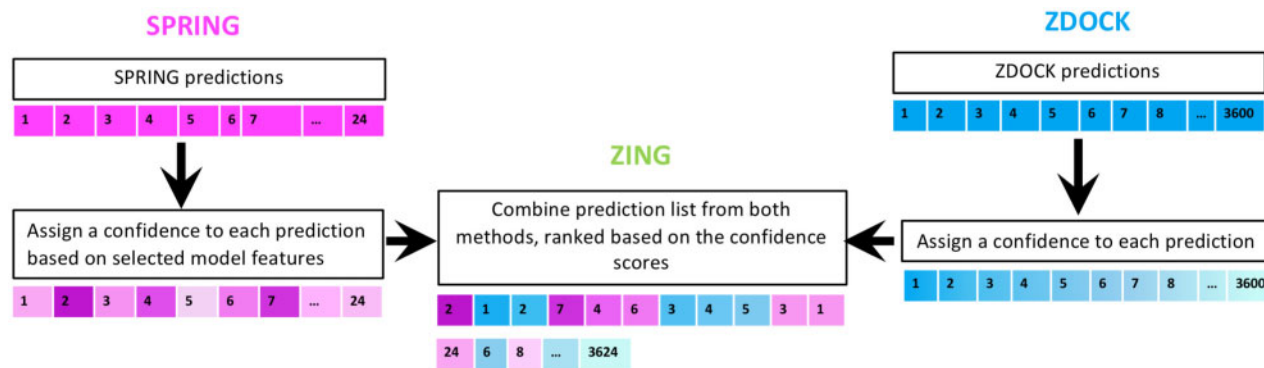 SPRING
SPRING predictions
1 2 3 4 5 6 7 ... 24
Assign a confidence to each prediction
based on selected model features
1 2 3 4 5 6 7 ... 24
ZING
Combine prediction list from both
methods, ranked based on the confidence
scores
2 1 2 7 4 6 3 4 5 3 1
24 6 8 ... 3624
ZDOCK
ZDOCK predictions
1 2 3 4 5 6 7 8 ... 3600
Assign a confidence to each prediction
1 2 3 4 5 6 7 8 ... 3600